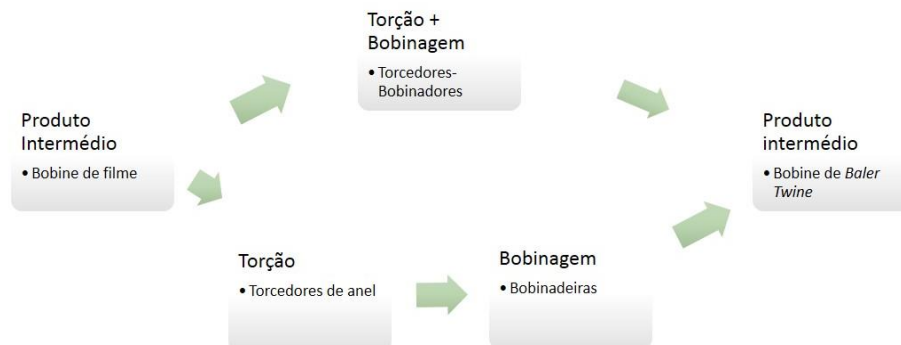 Produto
Intermédio
• Bobine de filme
Torção +
Bobinagem
• Torcedores-
Bobinadores
Torção
• Torcedores de anel
Bobinagem
• Bobinadeiras
Produto
intermédio
• Bobine de Baler
Twine